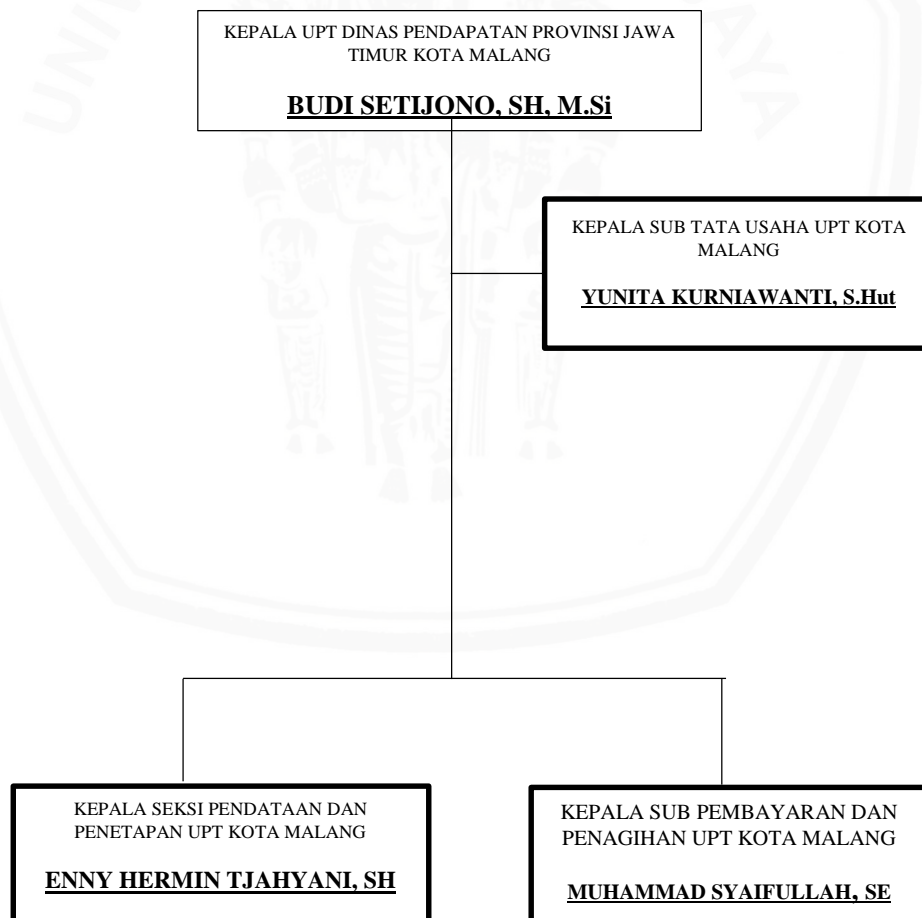 KEPALA UPT DINAS PENDAPATAN PROVINSI JAWA
TIMUR KOTA MALANG
BUDI SETIJONO, SH, M.Si
KEPALA SUB TATA USAHA UPT KOTA
MALANG
YUNITA KURNIAWANTI, S.Hut
KEPALA SEKSI PENDATAAN DAN
PENETAPAN UPT KOTA MALANG
ENNY HERMIN TJAHYANI, SH
KEPALA SUB PEMBAYARAN DAN
PENAGIHAN UPT KOTA MALANG
MUHAMMAD SYAIFULLAH, SE